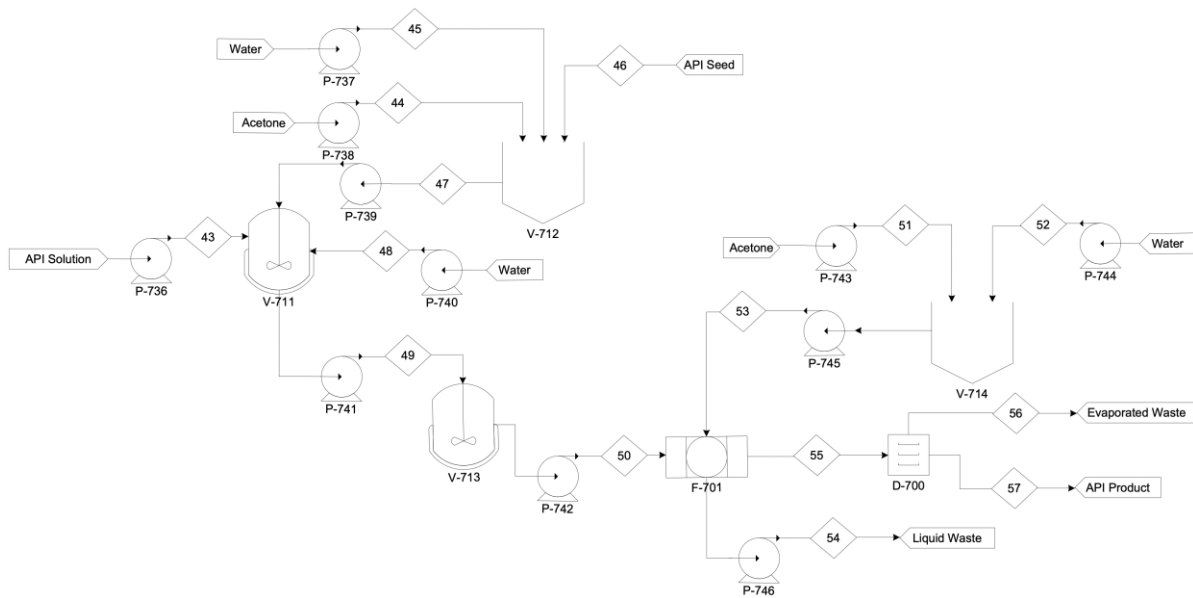 45
Water
P-737
46
API Seed
44
Acetone
P-738
47
P-739
V-712
43
API Solution
P-736
V-711
48
Water
P-740
51
52
Acetone
P-743
Water
P-744
53
P-745
V-714
49
P-741
V-713
50
P-742
F-701
55
D-700
56
Evaporated Waste
57
API Product
54
Liquid Waste
P-746